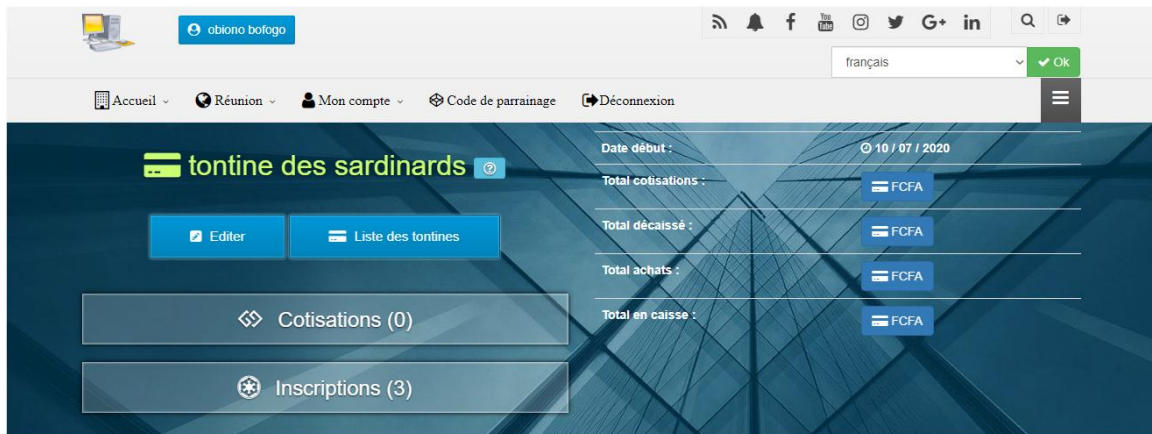 obiono bofogo
You Tube
français
Ok
Accueil
Réunion
Mon compte
Code de parrainage
Déconnexion
tontine des sardinards
Editer
Liste des tontines
Cotisations (0)
Inscriptions (3)
Date début : 10 / 07 / 2020
Total cotisations : FCFA
Total décaissé : FCFA
Total achats : FCFA
Total en caisse : FCFA